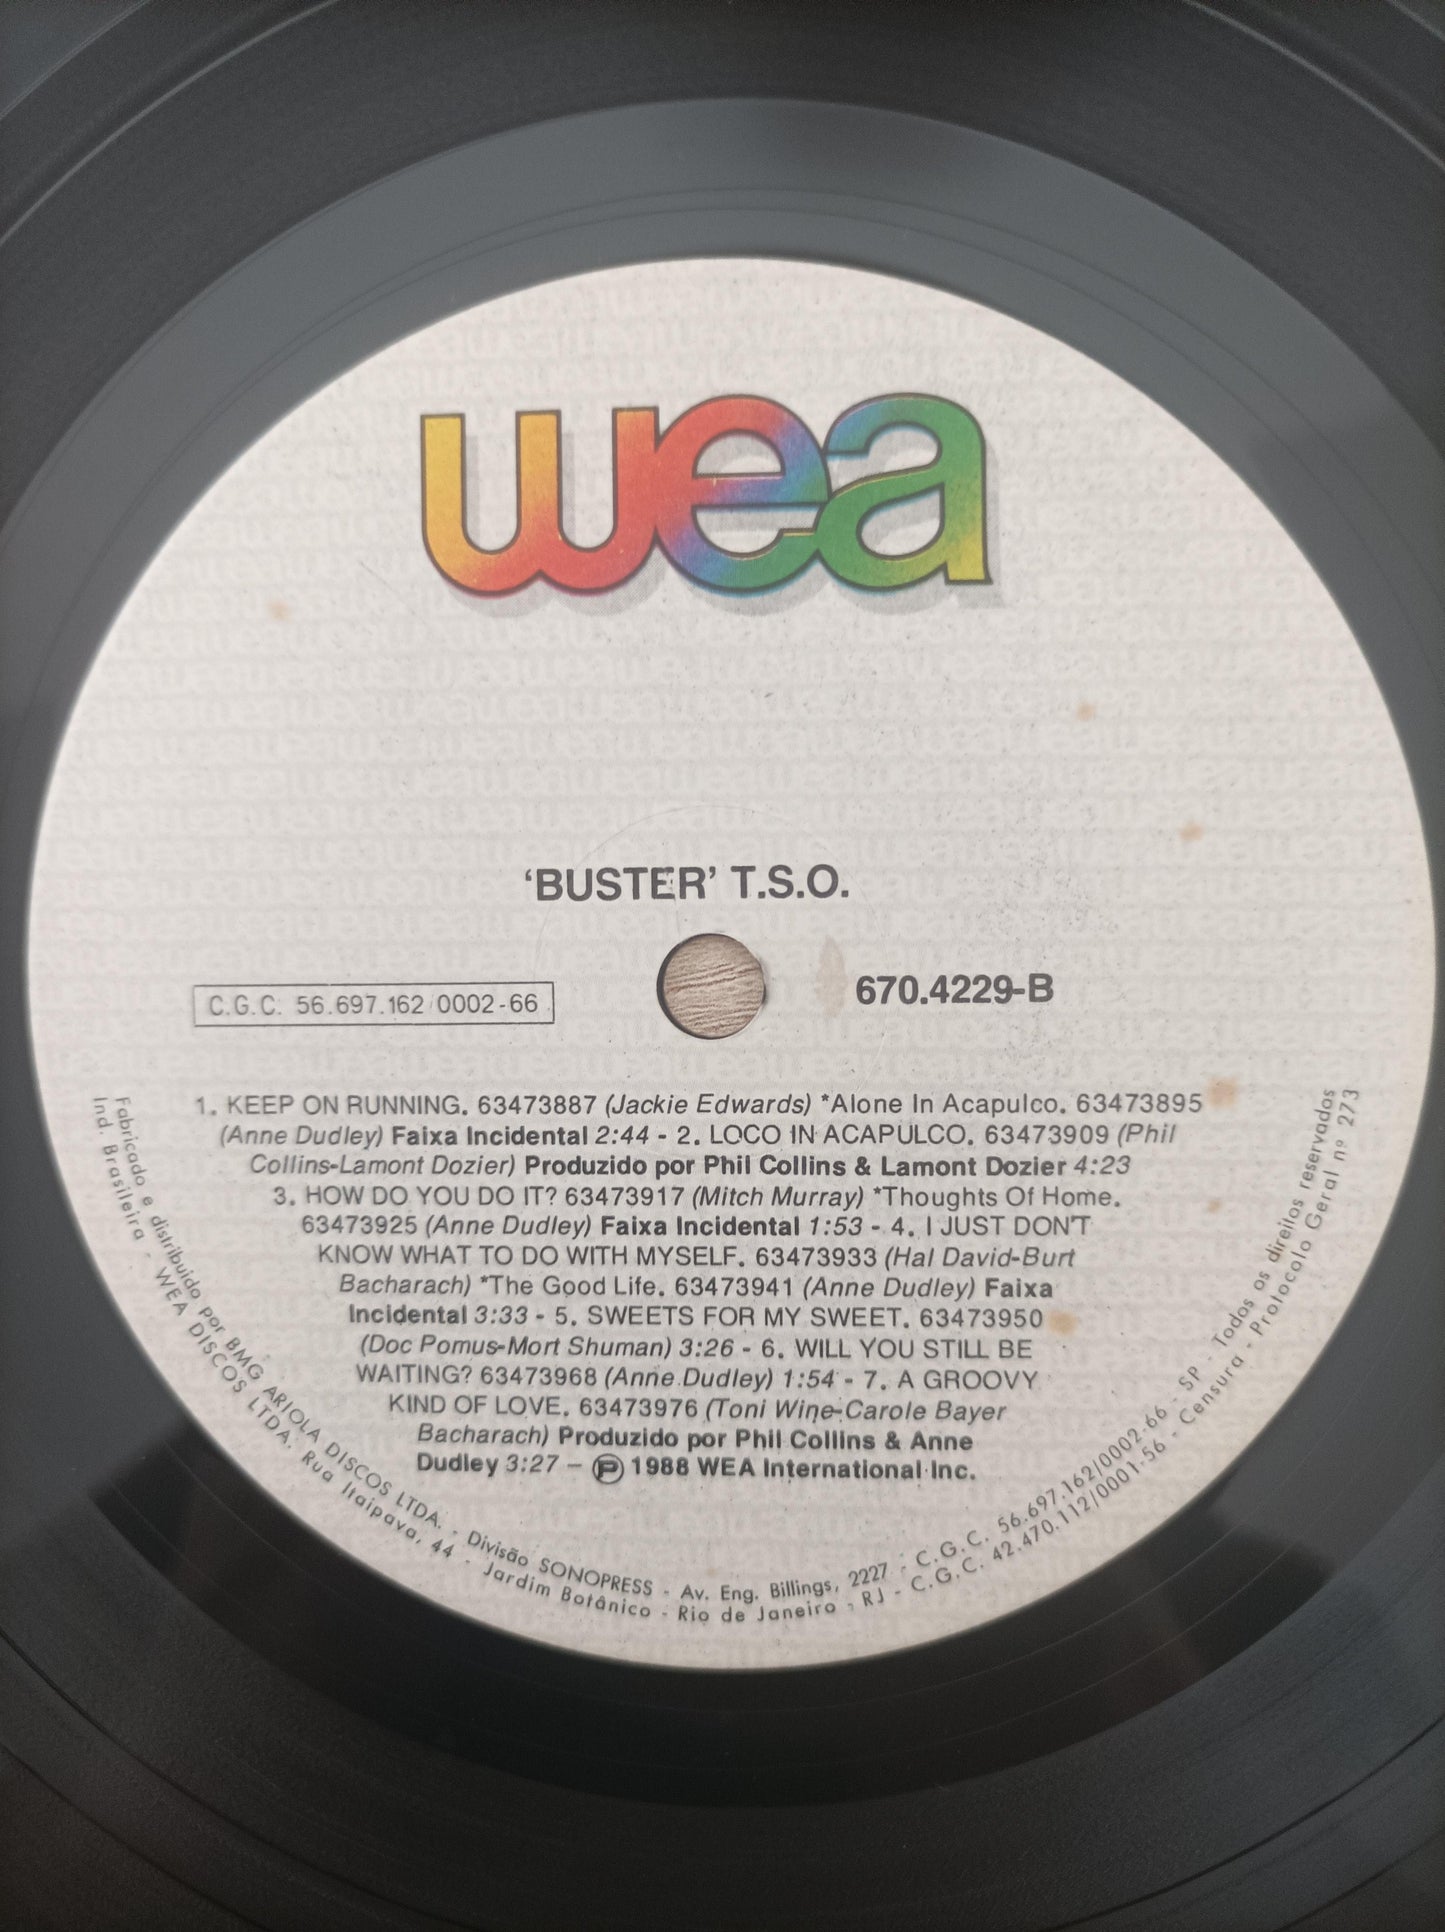 wea
'BUSTER' T.S.O.
C.G.C. 56.697.162/0002-66
670.4229-B
1. KEEP ON RUNNING. 63473887 (Jackie Edwards) *Alone In Acapulco. 63473895
(Anne Dudley) Faixa Incidental 2:44 - 2. LOCO IN ACAPULCO. 63473909 (Phil
Collins-Lamont Dozier) Produzido por Phil Collins & Lamont Dozier 4:23
3. HOW DO YOU DO IT? 63473917 (Mitch Murray) *Thoughts Of Home.
63473925 (Anne Dudley) Faixa Incidental 1:53 - 4. I JUST DON'T
KNOW WHAT TO DO WITH MYSELF. 63473933 (Hal David-Burt
Bacharach) *The Good Life. 63473941 (Anne Dudley) Faixa
Incidental 3:33 - 5. SWEETS FOR MY SWEET. 63473950
(Doc Pomus-Mort Shuman) 3:26 - 6. WILL YOU STILL BE
WAITING? 63473968 (Anne Dudley) 1:54 - 7. A GROOVY
KIND OF LOVE. 63473976 (Toni Wine-Carole Bayer
Bacharach) Produzido por Phil Collins & Anne
Dudley 3:27 – ℗ 1988 WEA International Inc.
Fabricado e distribuido por BMG ARIOLA DISCOS LTDA. - Divisão SONOPRESS - Av. Eng. Billings, 2227 - C.G.C. 56.697.162/0002-66 - SP - Todos os direitos reservados
Ind. Brasileira - WEA DISCOS LTDA. Rua Itaipava, 44 - Jardim Botânico - Rio de Janeiro - RJ - C.G.C. 42.470.112/0001-56 - Censura - Protocolo Geral nº 273